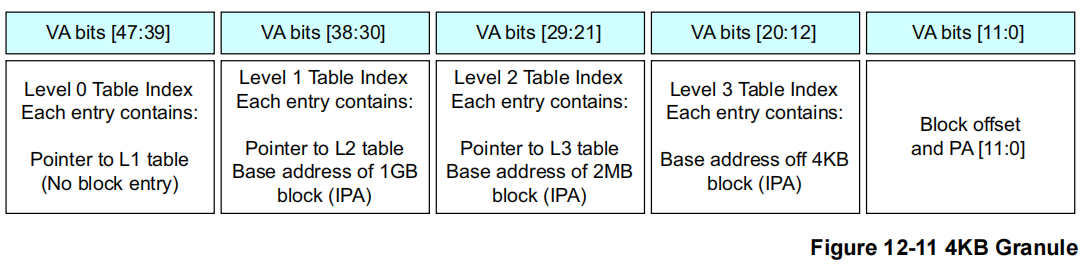 VA bits [47:39]
VA bits [38:30]
VA bits [29:21]
VA bits [20:12]
VA bits [11:0]
Level 0 Table Index
Each entry contains:
Pointer to L1 table
(No block entry)
Level 1 Table Index
Each entry contains:
Pointer to L2 table
Base address of 1GB
block (IPA)
Level 2 Table Index
Each entry contains:
Pointer to L3 table
Base address of 2MB
block (IPA)
Level 3 Table Index
Each entry contains:
Base address off 4KB
block (IPA)
Block offset
and PA [11:0]
Figure 12-11 4KB Granule